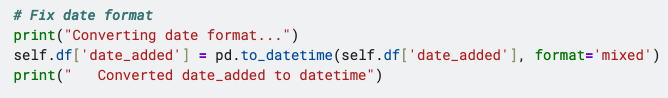 # Fix date format
print("Converting date format...")
self.df['date_added'] = pd.to_datetime(self.df['date_added'], format='mixed')
print("   Converted date_added to datetime")